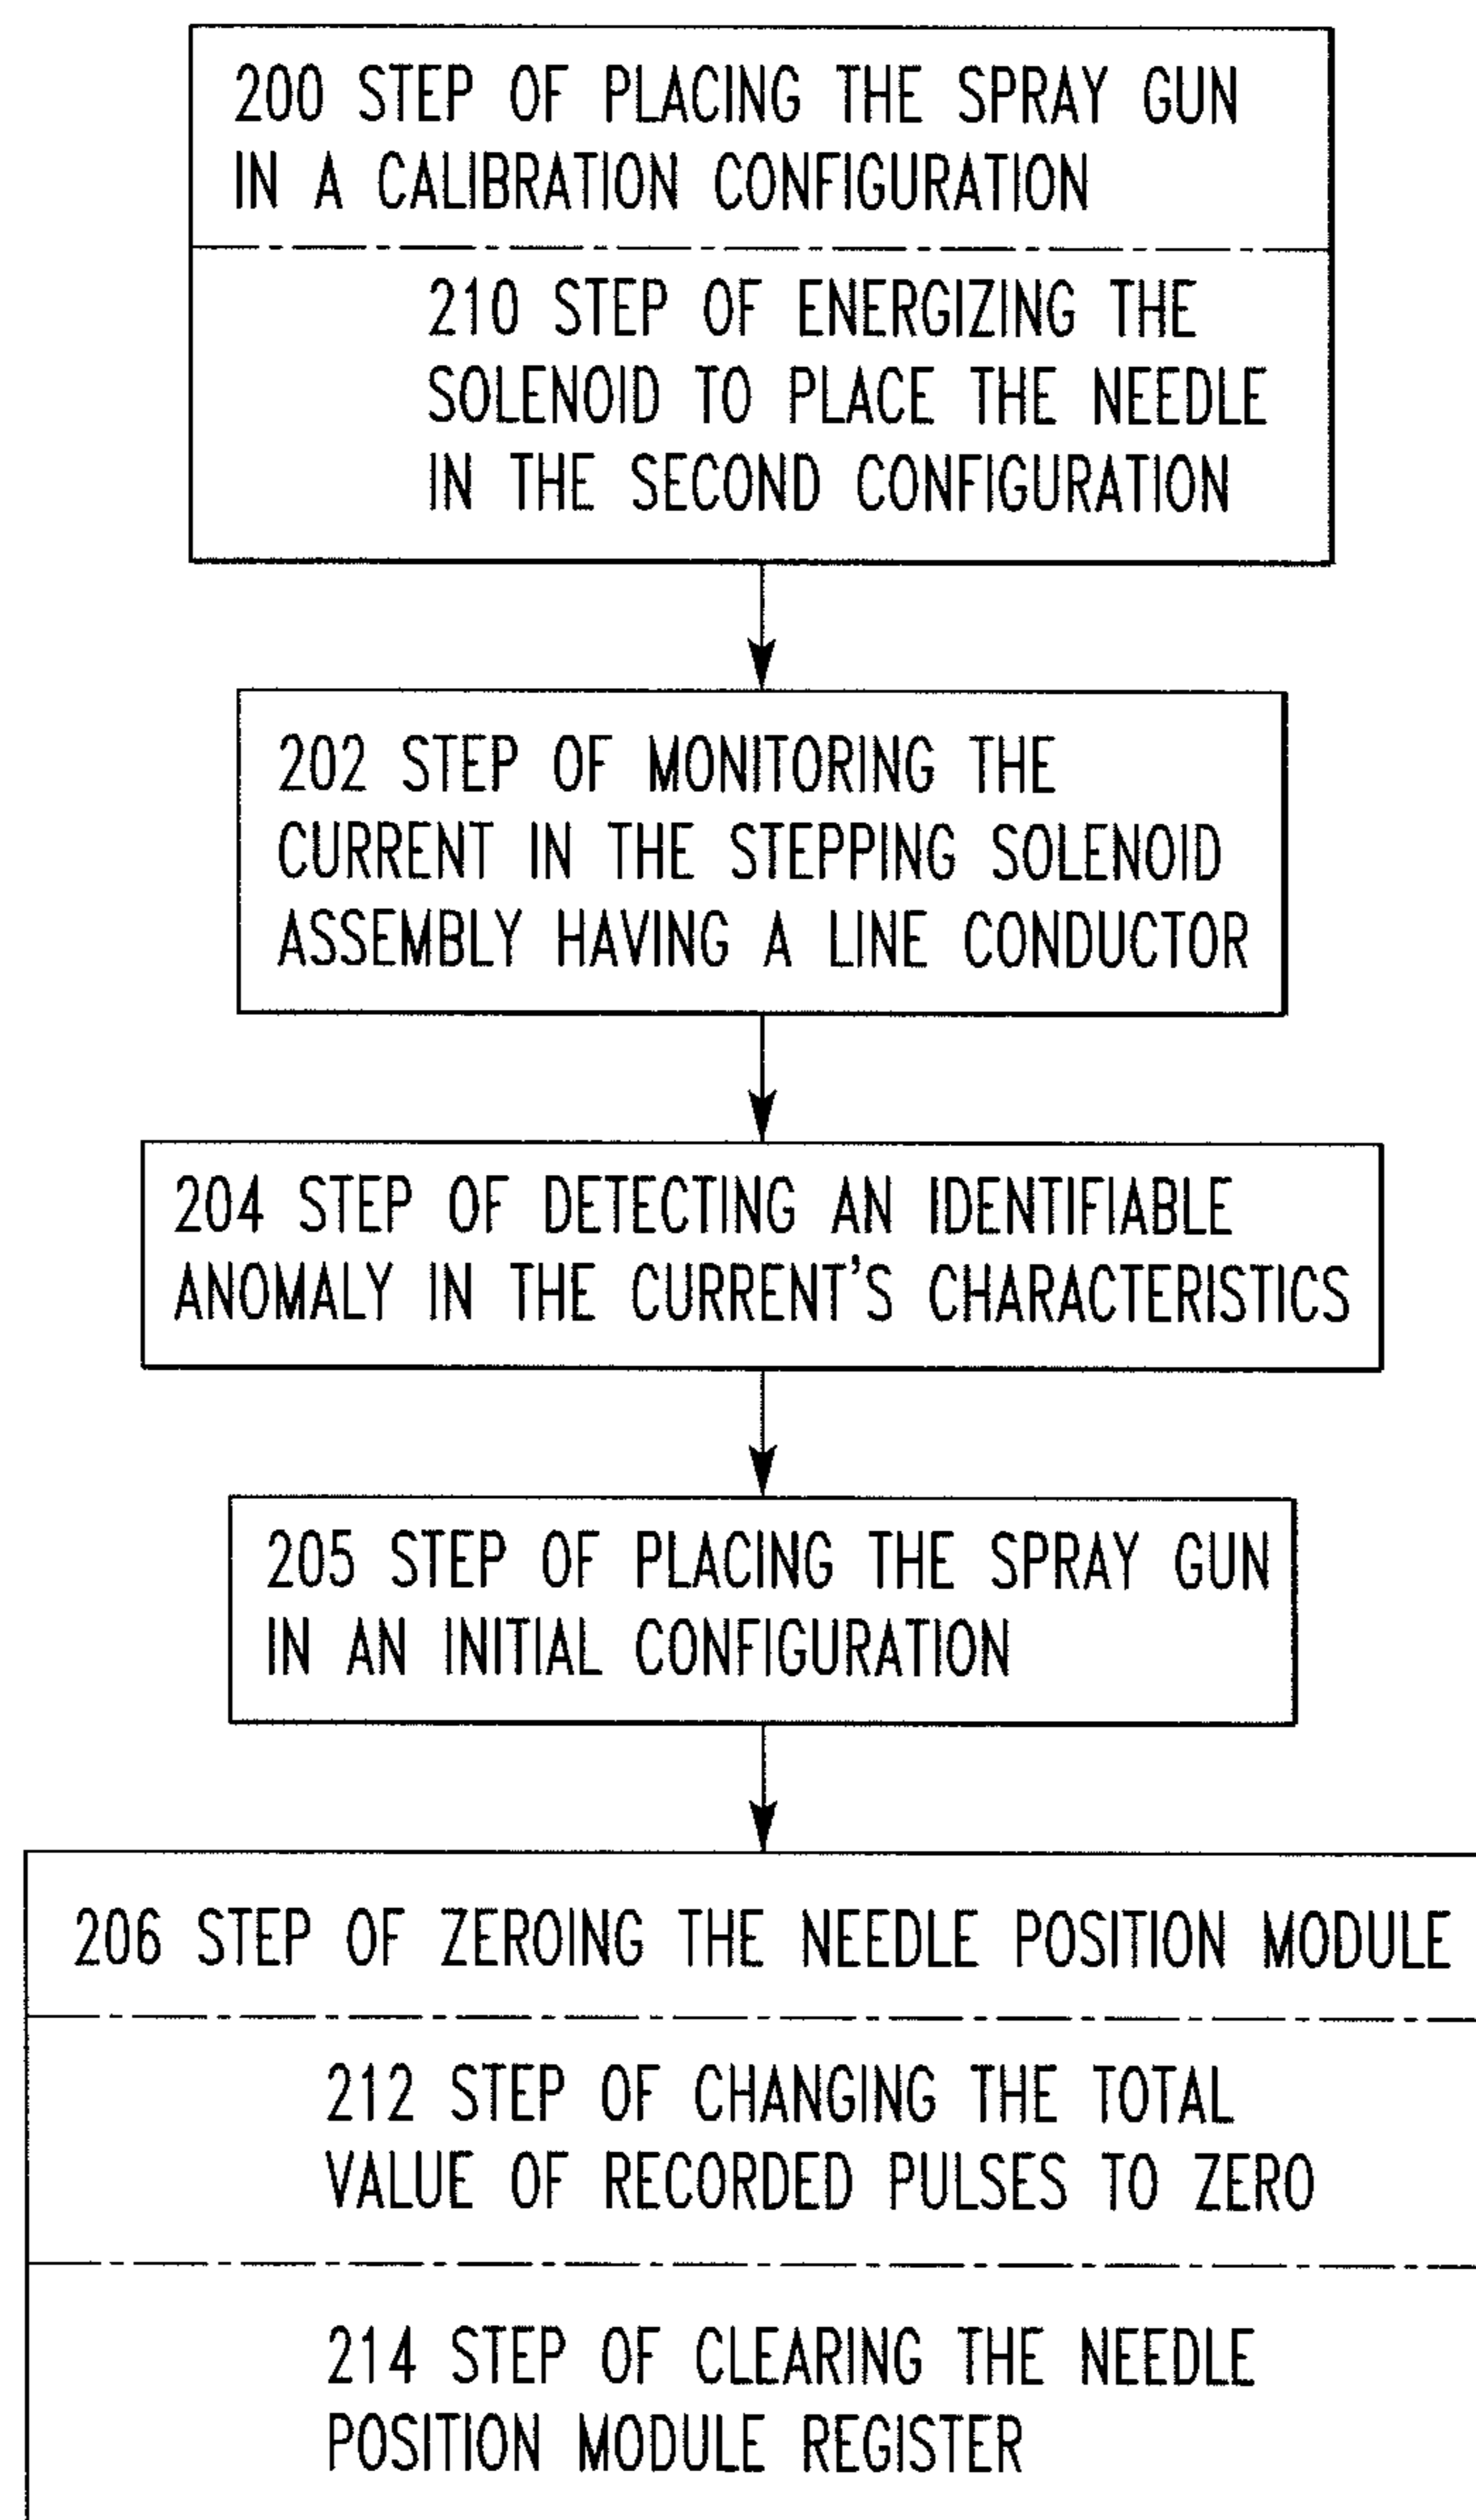 200 STEP OF PLACING THE SPRAY GUN
IN A CALIBRATION CONFIGURATION
210 STEP OF ENERGIZING THE
SOLENOID TO PLACE THE NEEDLE
IN THE SECOND CONFIGURATION
202 STEP OF MONITORING THE
CURRENT IN THE STEPPING SOLENOID
ASSEMBLY HAVING A LINE CONDUCTOR
204 STEP OF DETECTING AN IDENTIFIABLE
ANOMALY IN THE CURRENT'S CHARACTERISTICS
205 STEP OF PLACING THE SPRAY GUN
IN AN INITIAL CONFIGURATION
206 STEP OF ZEROING THE NEEDLE POSITION MODULE
212 STEP OF CHANGING THE TOTAL
VALUE OF RECORDED PULSES TO ZERO
214 STEP OF CLEARING THE NEEDLE
POSITION MODULE REGISTER